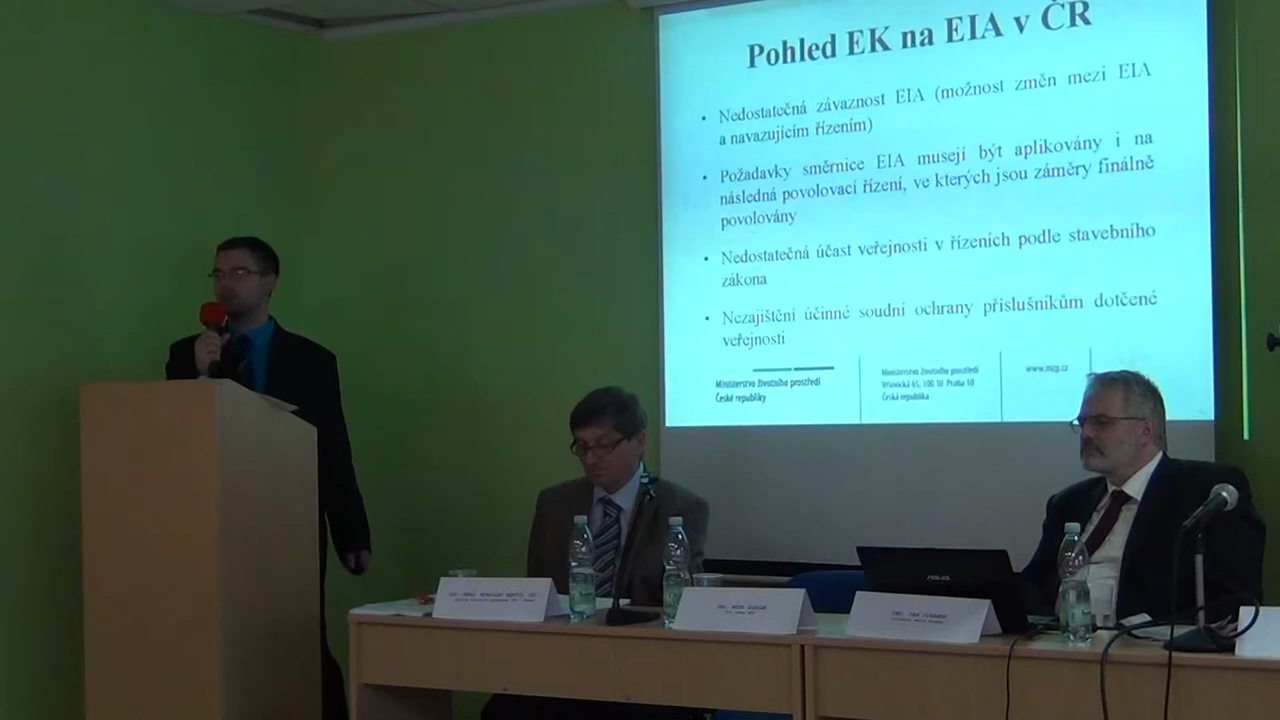 Pohled EK na EIA v ČR
• Nedostatečná závaznost EIA (možnost změn mezi EIA
a navazujícím řízením)
• Požadavky směrnice EIA musejí být aplikovány i na
následná povolovací řízení, ve kterých jsou záměry finálně
povolovány
• Nedostatečná účast veřejnosti v řízeních podle stavebního
zákona
• Nezajištění účinné soudní ochrany příslušníkům dotčené
veřejnosti
Ministerstvo životního prostředí
České republiky
Ministerstvo životního prostředí
Vršovická 65, 100 10 Praha 10
Česká republika
www.mzp.cz
ASUS